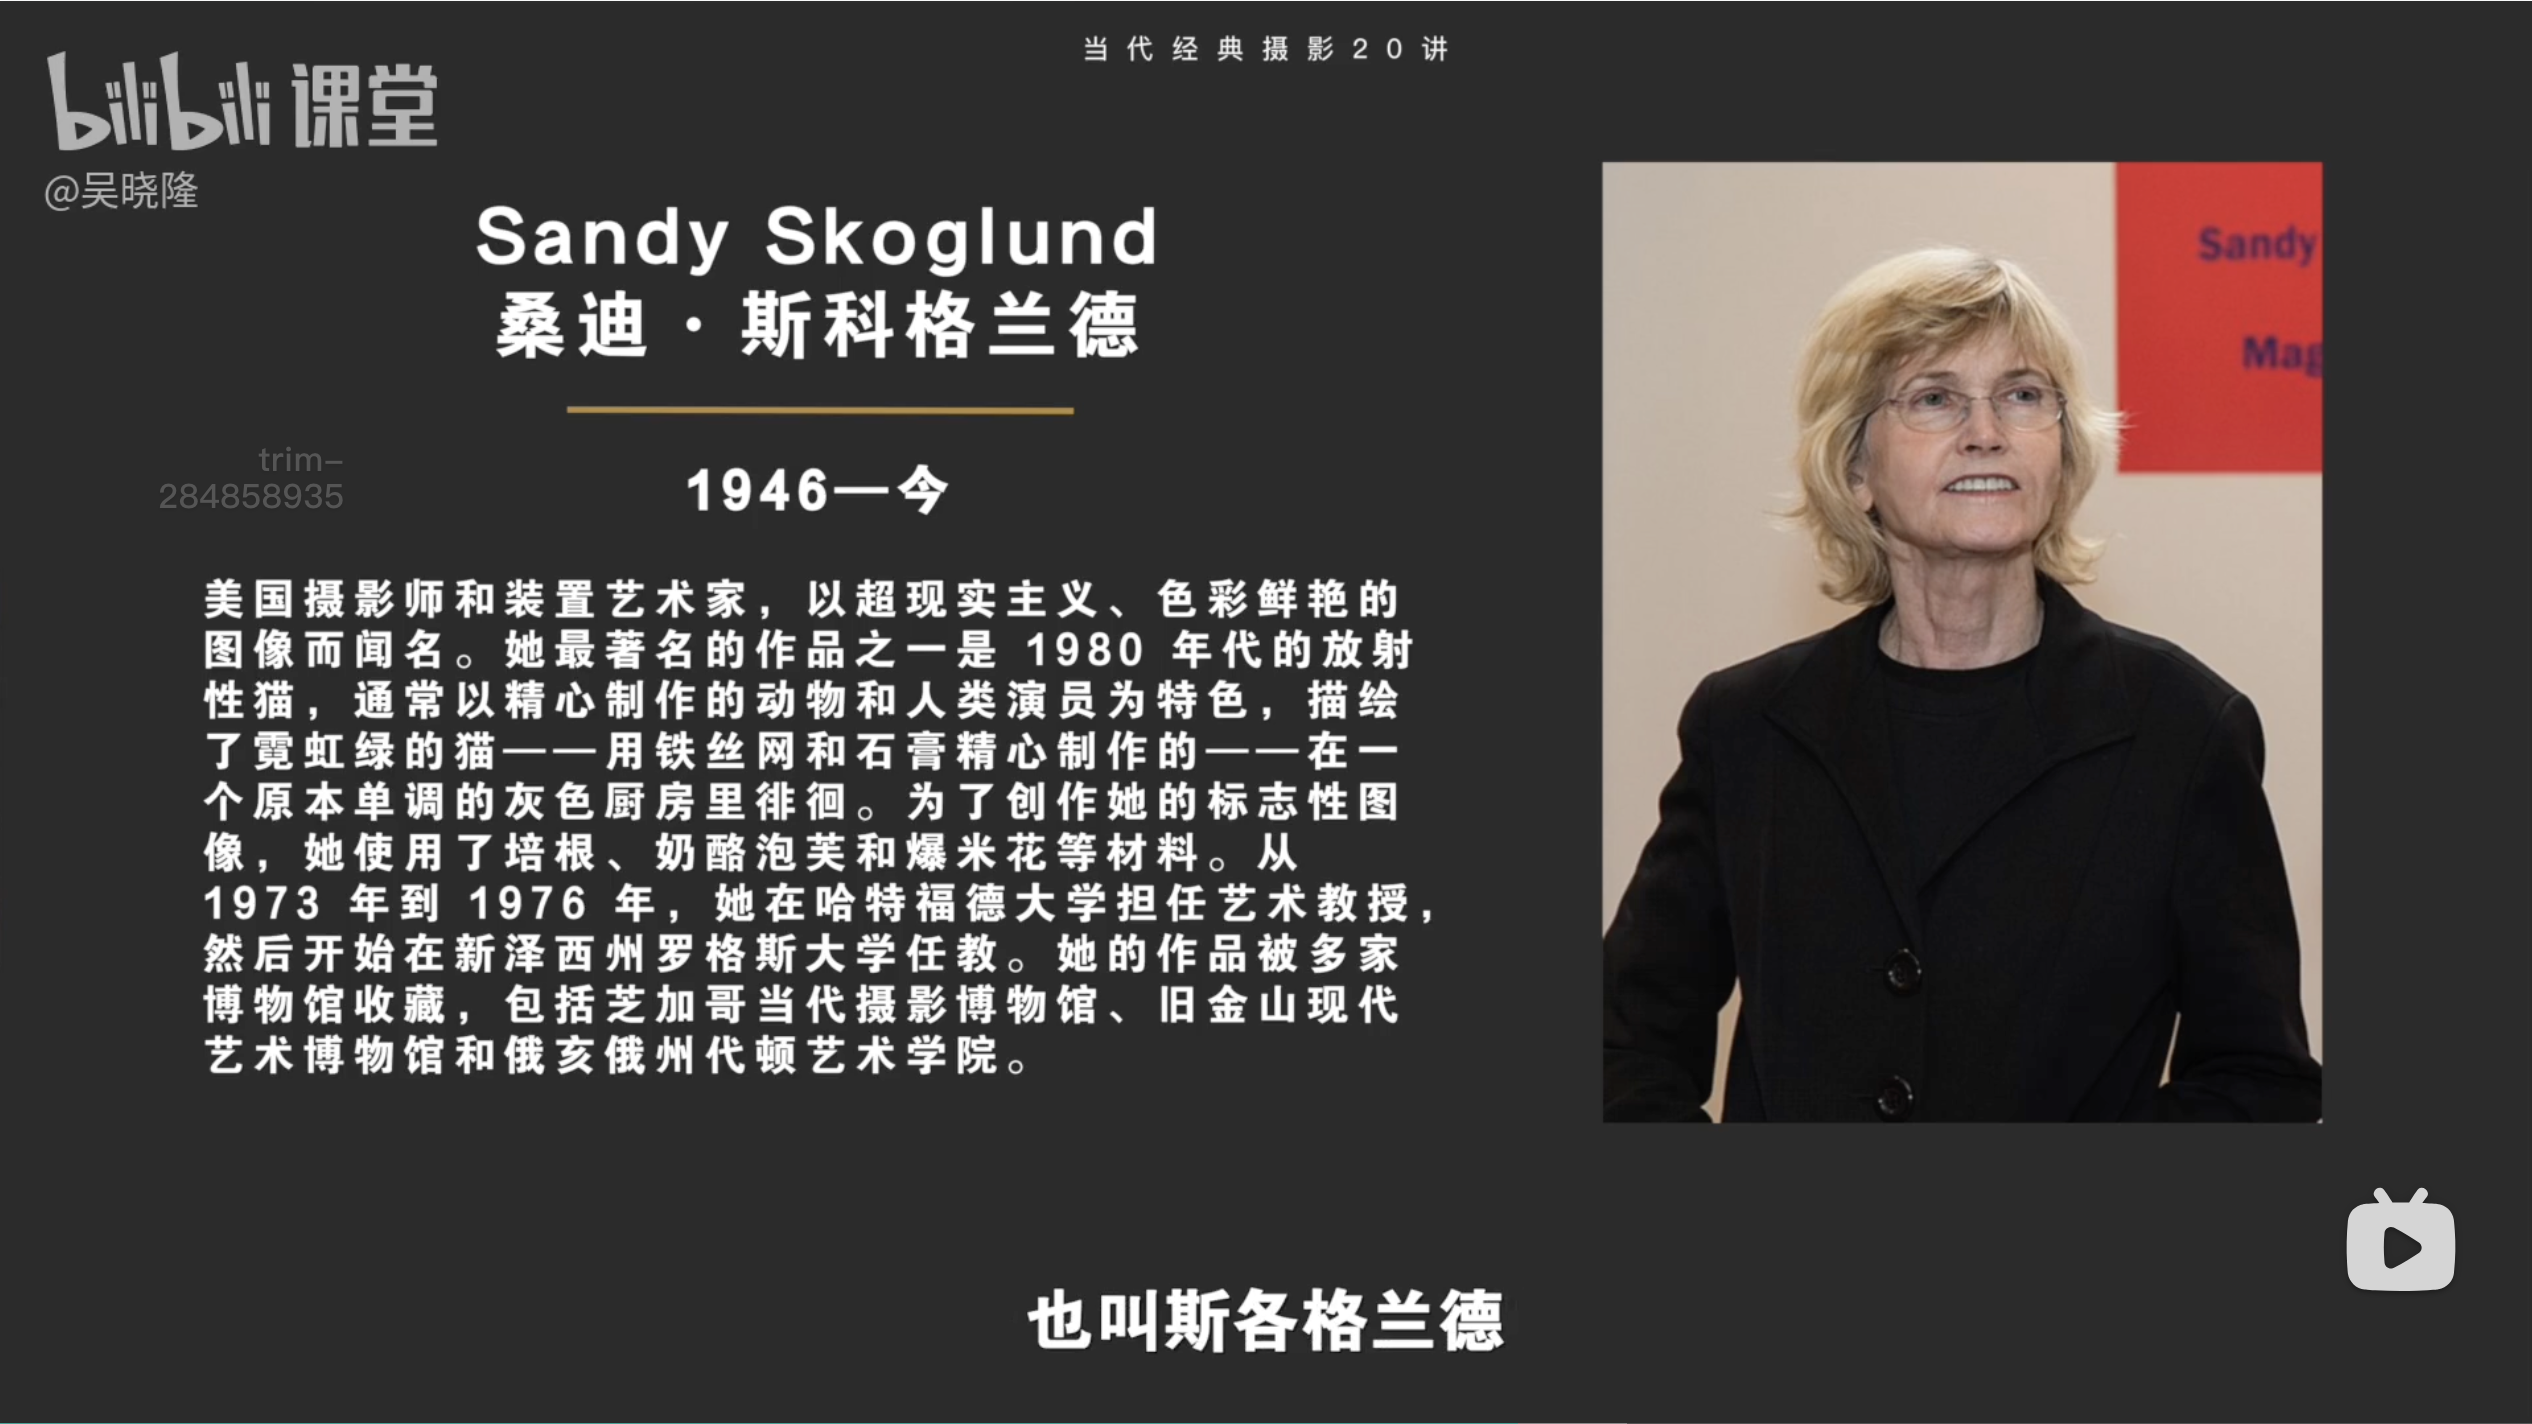 当代经典摄影20讲
bilibili 课堂
@吴晓隆
Sandy Skoglund
桑迪·斯科格兰德
trim-
284858935
1946—今
美国摄影师和装置艺术家，以超现实主义、色彩鲜艳的
图像而闻名。她最著名的作品之一是 1980 年代的放射
性猫，通常以精心制作的动物和人类演员为特色，描绘
了霓虹绿的猫——用铁丝网和石膏精心制作的——在一
个原本单调的灰色厨房里徘徊。为了创作她的标志性图
像，她使用了培根、奶酪泡芙和爆米花等材料。从
1973 年到 1976 年，她在哈特福德大学担任艺术教授，
然后开始在新泽西州罗格斯大学任教。她的作品被多家
博物馆收藏，包括芝加哥当代摄影博物馆、旧金山现代
艺术博物馆和俄亥俄州代顿艺术学院。
Sandy
Mag
也叫斯各格兰德